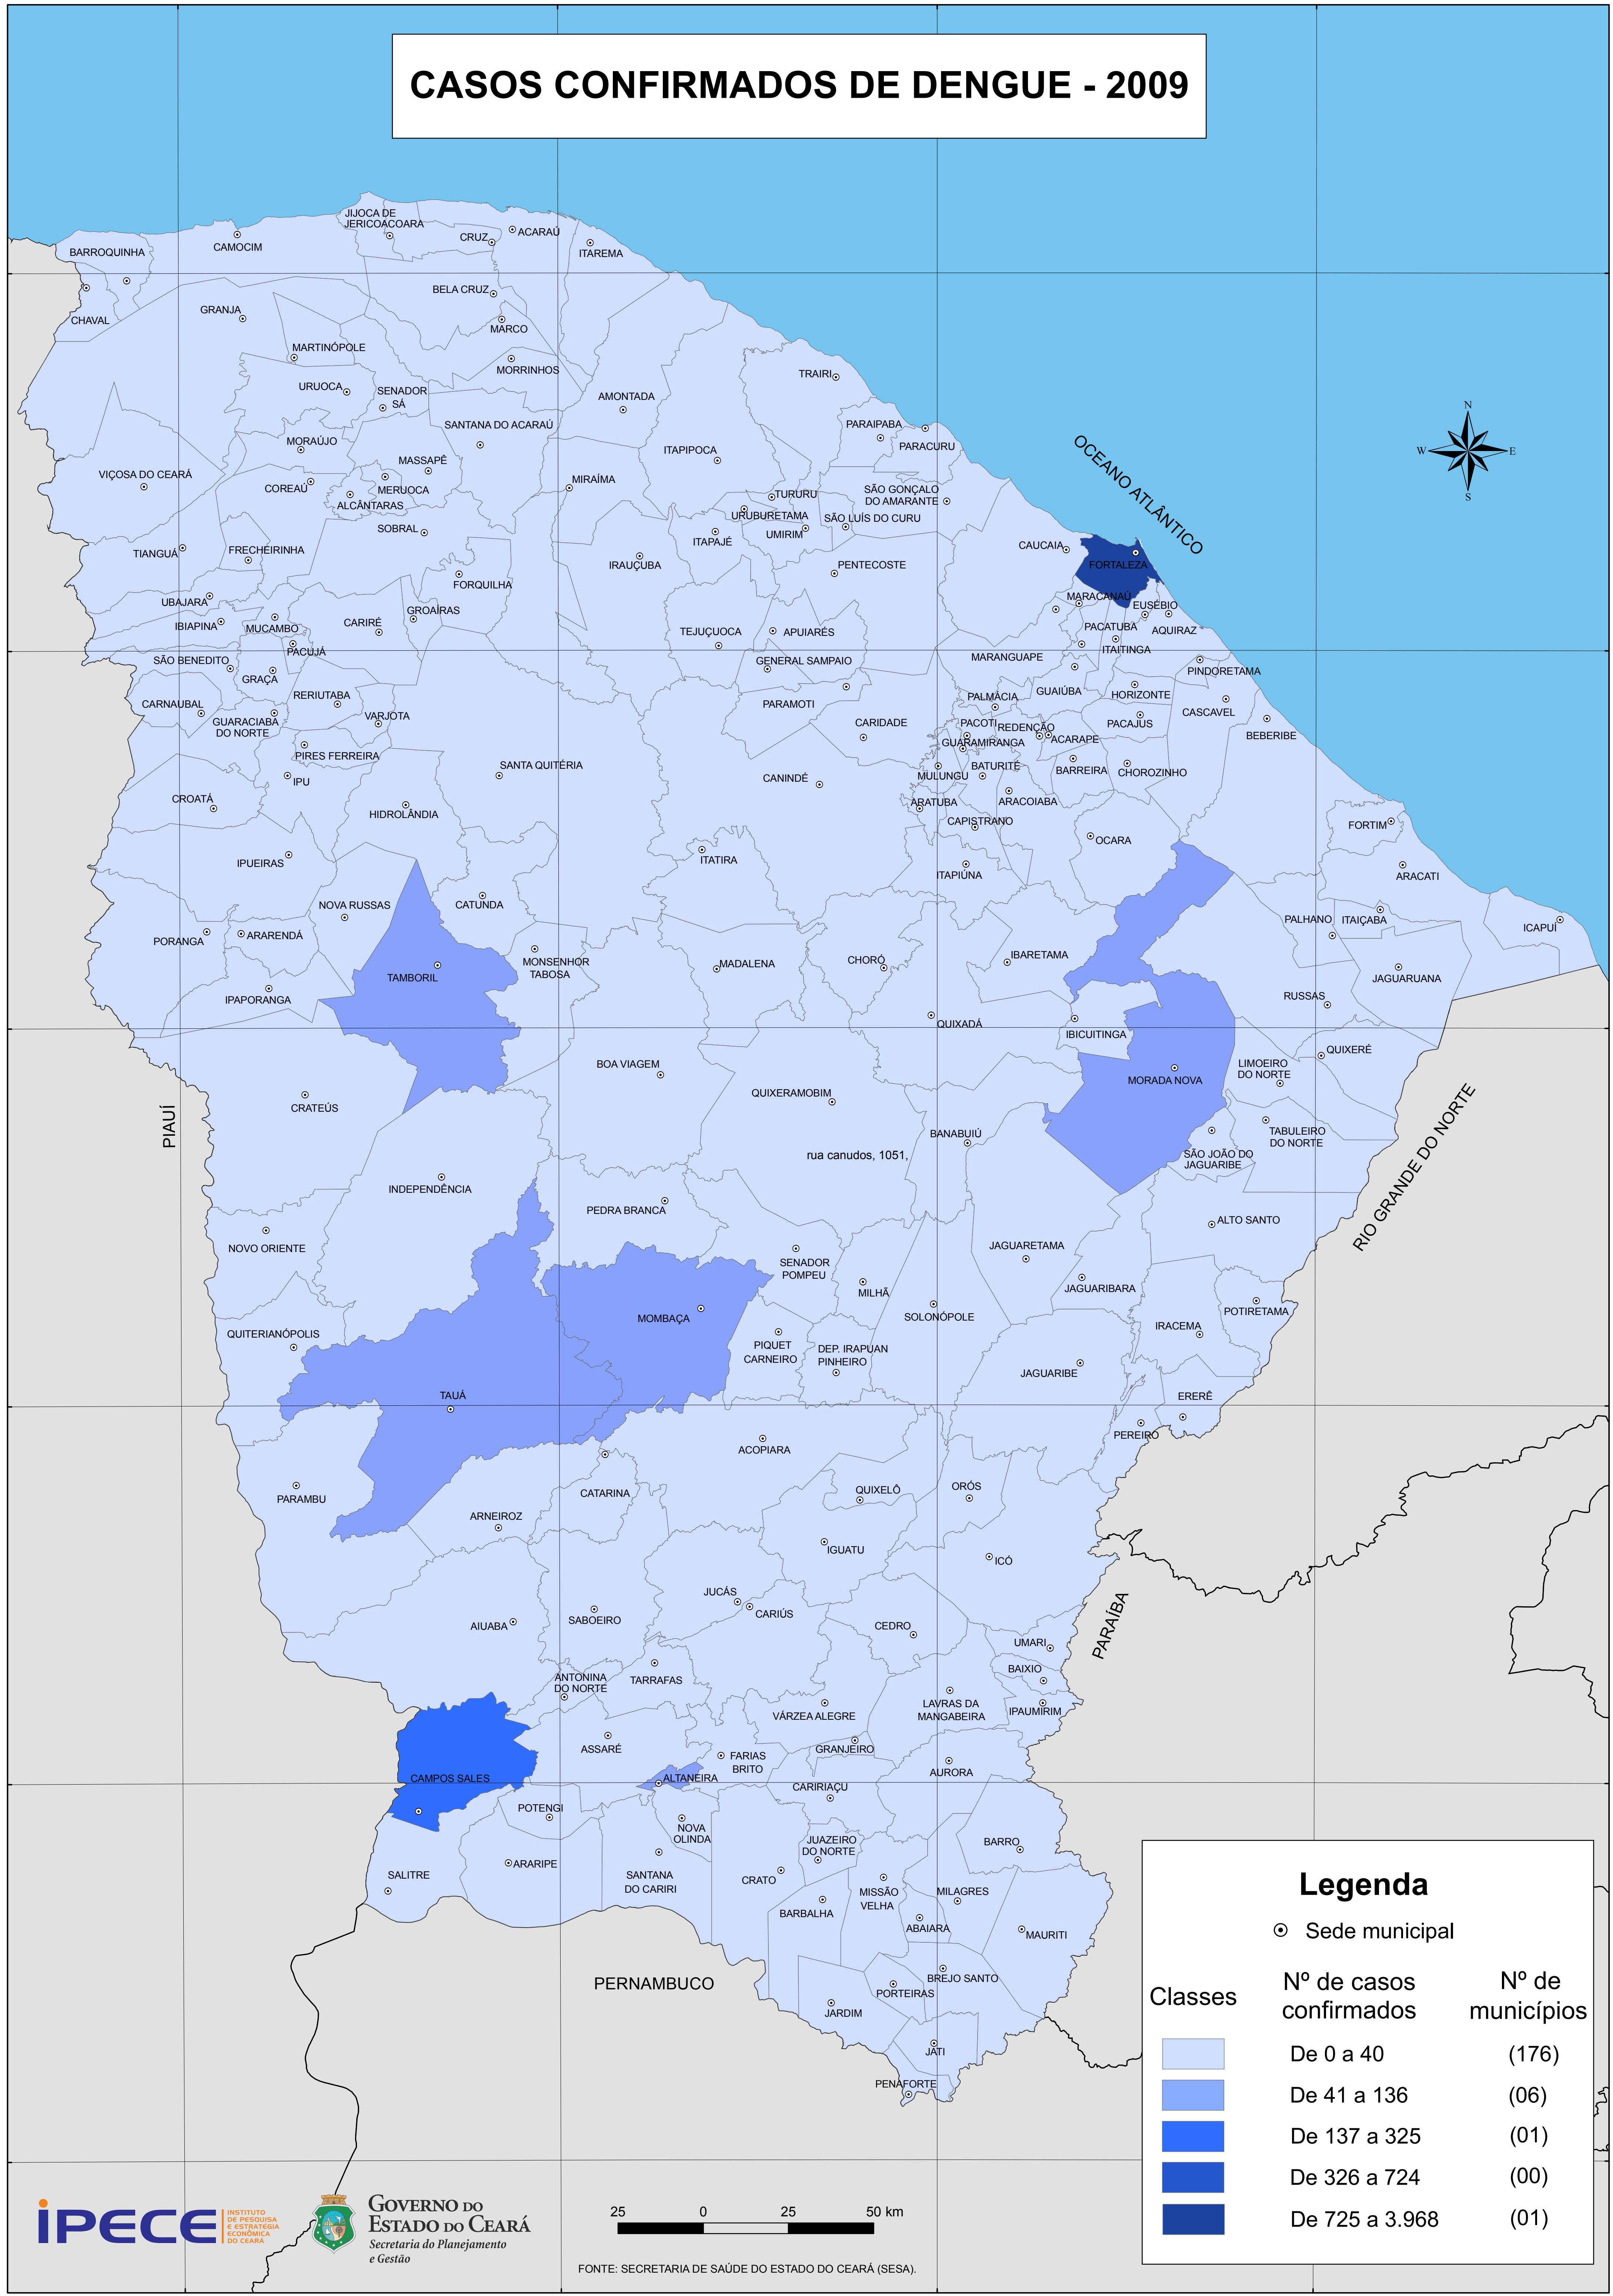 CASOS CONFIRMADOS DE DENGUE - 2009
JIJOCA DE
JERICOACOARA
CRUZ
ACARAÚ
ITAREMA
CAMOCIM
BARROQUINHA
BELA CRUZ
CHAVAL
GRANJA
MARCO
MARTINÓPOLE
MORRINHOS
TRAIRI
URUOCA
SENADOR
SÁ
AMONTADA
N
W
E
S
SANTANA DO ACARAÚ
PARAIPABA
PARACURU
MORAÚJO
ITAPIPOCA
OCEANO ATLÂNTICO
MASSAPÊ
VIÇOSA DO CEARÁ
MIRAÍMA
COREAÚ
MERUOCA
ALCÂNTARAS
TURURU
SÃO GONÇALO
DO AMARANTE
URUBURETAMA
SÃO LUÍS DO CURU
SOBRAL
UMIRIM
ITAPAJÉ
CAUCAIA
TIANGUÁ
FRECHEIRINHA
IRAUÇUBA
PENTECOSTE
FORTALEZA
FORQUILHA
UBAJARA
MARACANAÚ
EUSÉBIO
GROAÍRAS
IBIAPINA
MUCAMBO
CARIRÉ
TEJUÇUOCA
APUIARÉS
PACATUBA
AQUIRAZ
PACUJÁ
ITAITINGA
SÃO BENEDITO
GENERAL SAMPAIO
MARANGUAPE
PINDORETAMA
GRAÇA
RERIUTABA
PARAMOTI
PALMÁCIA
GUAIÚBA
HORIZONTE
CARNAUBAL
GUARACIABA
DO NORTE
VARJOTA
CARIDADE
PACOTI
REDENÇÃO
PACAJUS
CASCAVEL
BEBERIBE
GUARAMIRANGA
ACARAPE
PIRES FERREIRA
SANTA QUITÉRIA
MULUNGU
BATURITÉ
BARREIRA
CHOROZINHO
IPU
CANINDÉ
CROATÁ
HIDROLÂNDIA
ARATUBA
ARACOIABA
CAPISTRANO
FORTIM
OCARA
IPUEIRAS
ITATIRA
ITAPIÚNA
ARACATI
NOVA RUSSAS
CATUNDA
PALHANO
ITAIÇABA
ICAPUÍ
PORANGA
ARARENDÁ
IBARETAMA
MONSENHOR
TABOSA
MADALENA
CHORÓ
TAMBORIL
JAGUARUANA
IPAPORANGA
RUSSAS
QUIXADÁ
IBICUITINGA
QUIXERÉ
BOA VIAGEM
LIMOEIRO
DO NORTE
MORADA NOVA
QUIXERAMOBIM
CRATEÚS
PIAUÍ
BANABUIÚ
TABULEIRO
DO NORTE
rua canudos, 1051,
SÃO JOÃO DO
JAGUARIBE
RIO GRANDE DO NORTE
INDEPENDÊNCIA
PEDRA BRANCA
ALTO SANTO
NOVO ORIENTE
JAGUARETAMA
SENADOR
POMPEU
MILHÃ
JAGUARIBARA
MOMBAÇA
SOLONÓPOLE
POTIRETAMA
QUITERIANÓPOLIS
IRACEMA
PIQUET
CARNEIRO
DEP. IRAPUAN
PINHEIRO
JAGUARIBE
TAUÁ
ERERÊ
PEREIRO
ACOPIARA
PARAMBU
CATARINA
QUIXELÔ
ORÓS
ARNEIROZ
IGUATU
ICÓ
JUCÁS
CARIÚS
AIUABA
SABOEIRO
CEDRO
PARAÍBA
UMARI
BAIXIO
ANTONINA
DO NORTE
TARRAFAS
VÁRZEA ALEGRE
LAVRAS DA
MANGABEIRA
IPAUMIRIM
ASSARÉ
GRANJEIRO
FARIAS
BRITO
AURORA
CAMPOS SALES
ALTANEIRA
CARIRIAÇU
POTENGI
NOVA
OLINDA
JUAZEIRO
DO NORTE
BARRO
SALITRE
ARARIPE
SANTANA
DO CARIRI
CRATO
MISSÃO
VELHA
MILAGRES
BARBALHA
ABAIARA
MAURITI
PERNAMBUCO
BREJO SANTO
PORTEIRAS
JARDIM
JATI
PENAFORTE
Legenda
Sede municipal
Classes
Nº de casos
confirmados
Nº de
municípios
De 0 a 40 (176)
De 41 a 136 (06)
De 137 a 325 (01)
De 326 a 724 (00)
De 725 a 3.968 (01)
iPECE
INSTITUTO
DE PESQUISA
E ESTRATÉGIA
ECONÔMICA
DO CEARÁ
GOVERNO DO
ESTADO DO CEARÁ
Secretaria do Planejamento
e Gestão
25 0 25 50 km
FONTE: SECRETARIA DE SAÚDE DO ESTADO DO CEARÁ (SESA).